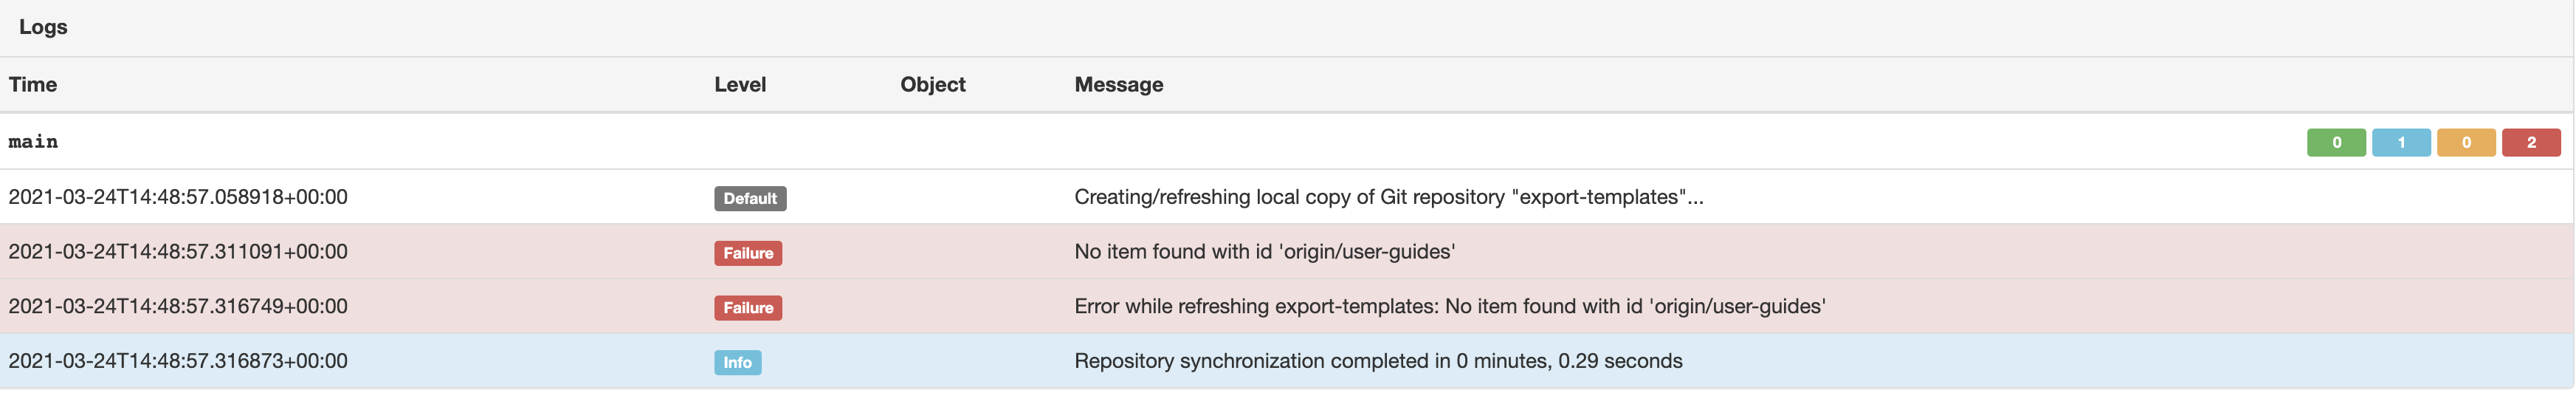 Logs
Time Level Object Message
main 0 1 0 2
2021-03-24T14:48:57.058918+00:00 Default Creating/refreshing local copy of Git repository "export-templates"...
2021-03-24T14:48:57.311091+00:00 Failure No item found with id 'origin/user-guides'
2021-03-24T14:48:57.316749+00:00 Failure Error while refreshing export-templates: No item found with id 'origin/user-guides'
2021-03-24T14:48:57.316873+00:00 Info Repository synchronization completed in 0 minutes, 0.29 seconds